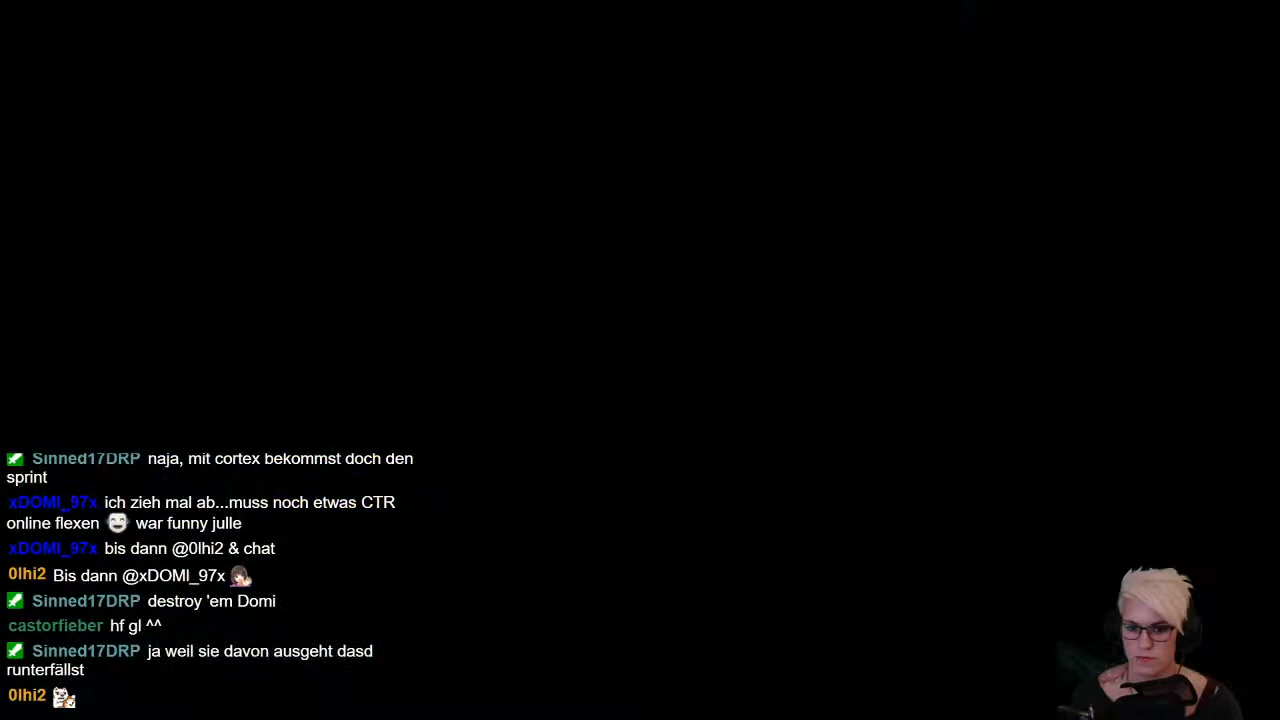 Sinned17DRP naja, mit cortex bekommst doch den
sprint
xDOMI_97x ich zieh mal ab...muss noch etwas CTR
online flexen war funny julle
xDOMI_97x bis dann @0lhi2 & chat
0lhi2 Bis dann @xDOMI_97x
Sinned17DRP destroy 'em Domi
castorfieber hf gl ^^
Sinned17DRP ja weil sie davon ausgeht dasd
runterfällst
0lhi2